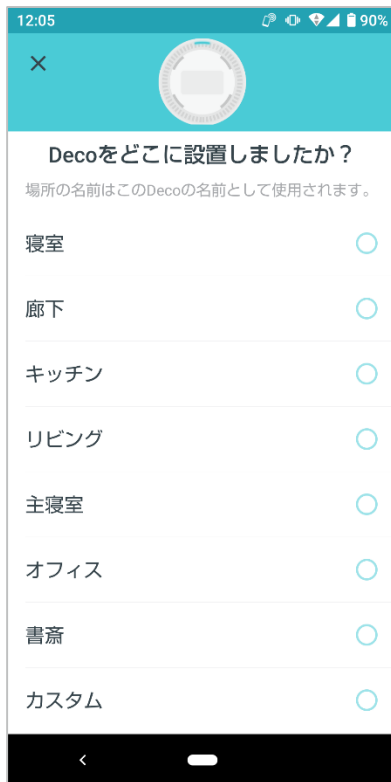 12:05
90%
Decoをどこに設置しましたか？
場所の名前はこのDecoの名前として使用されます。
寝室
廊下
キッチン
リビング
主寝室
オフィス
書斎
カスタム